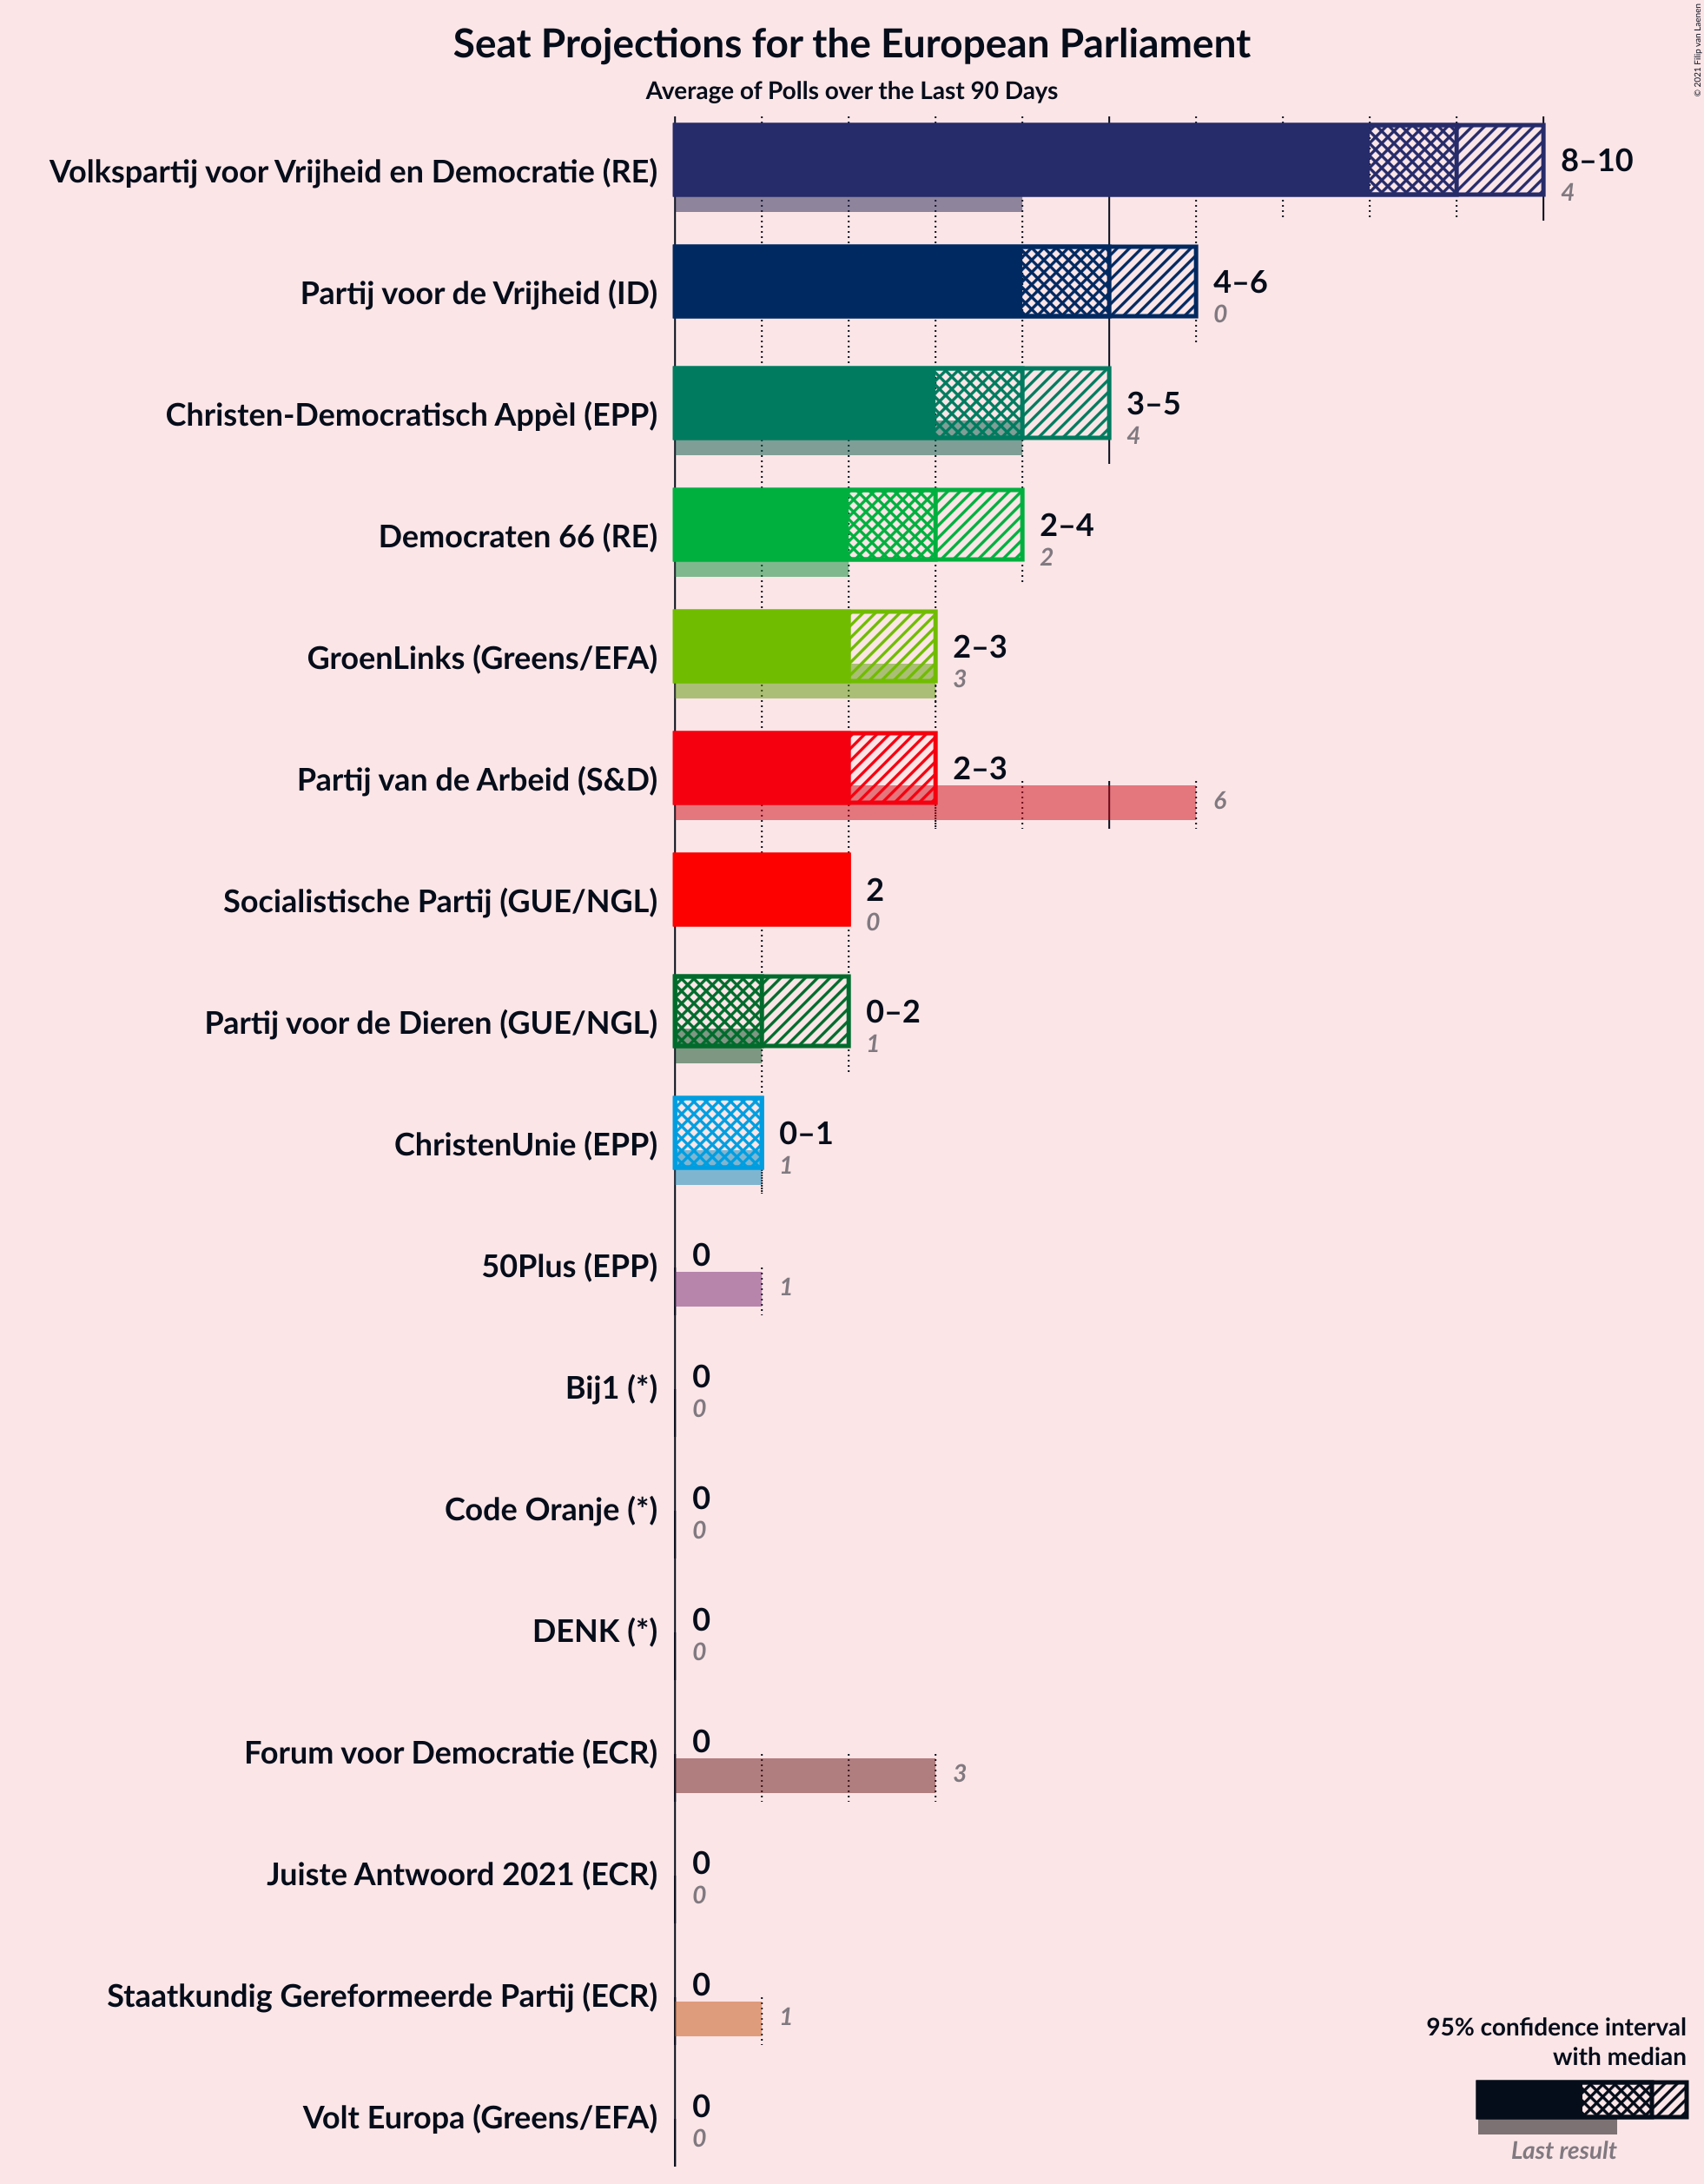 Seat Projections for the European Parliament
Average of Polls over the Last 90 Days
© 2021 Filip van Laenen
Volkspartij voor Vrijheid en Democratie (RE)
8–10
4
Partij voor de Vrijheid (ID)
4–6
0
Christen-Democratisch Appèl (EPP)
3–5
4
Democraten 66 (RE)
2–4
2
GroenLinks (Greens/EFA)
2–3
3
Partij van de Arbeid (S&D)
2–3
6
Socialistische Partij (GUE/NGL)
2
0
Partij voor de Dieren (GUE/NGL)
0–2
1
ChristenUnie (EPP)
0–1
1
50Plus (EPP)
0
1
Bij1 (*)
0
0
Code Oranje (*)
0
0
DENK (*)
0
0
Forum voor Democratie (ECR)
0
3
Juiste Antwoord 2021 (ECR)
0
0
Staatkundig Gereformeerde Partij (ECR)
0
1
Volt Europa (Greens/EFA)
0
0
95% confidence interval
with median
Last result